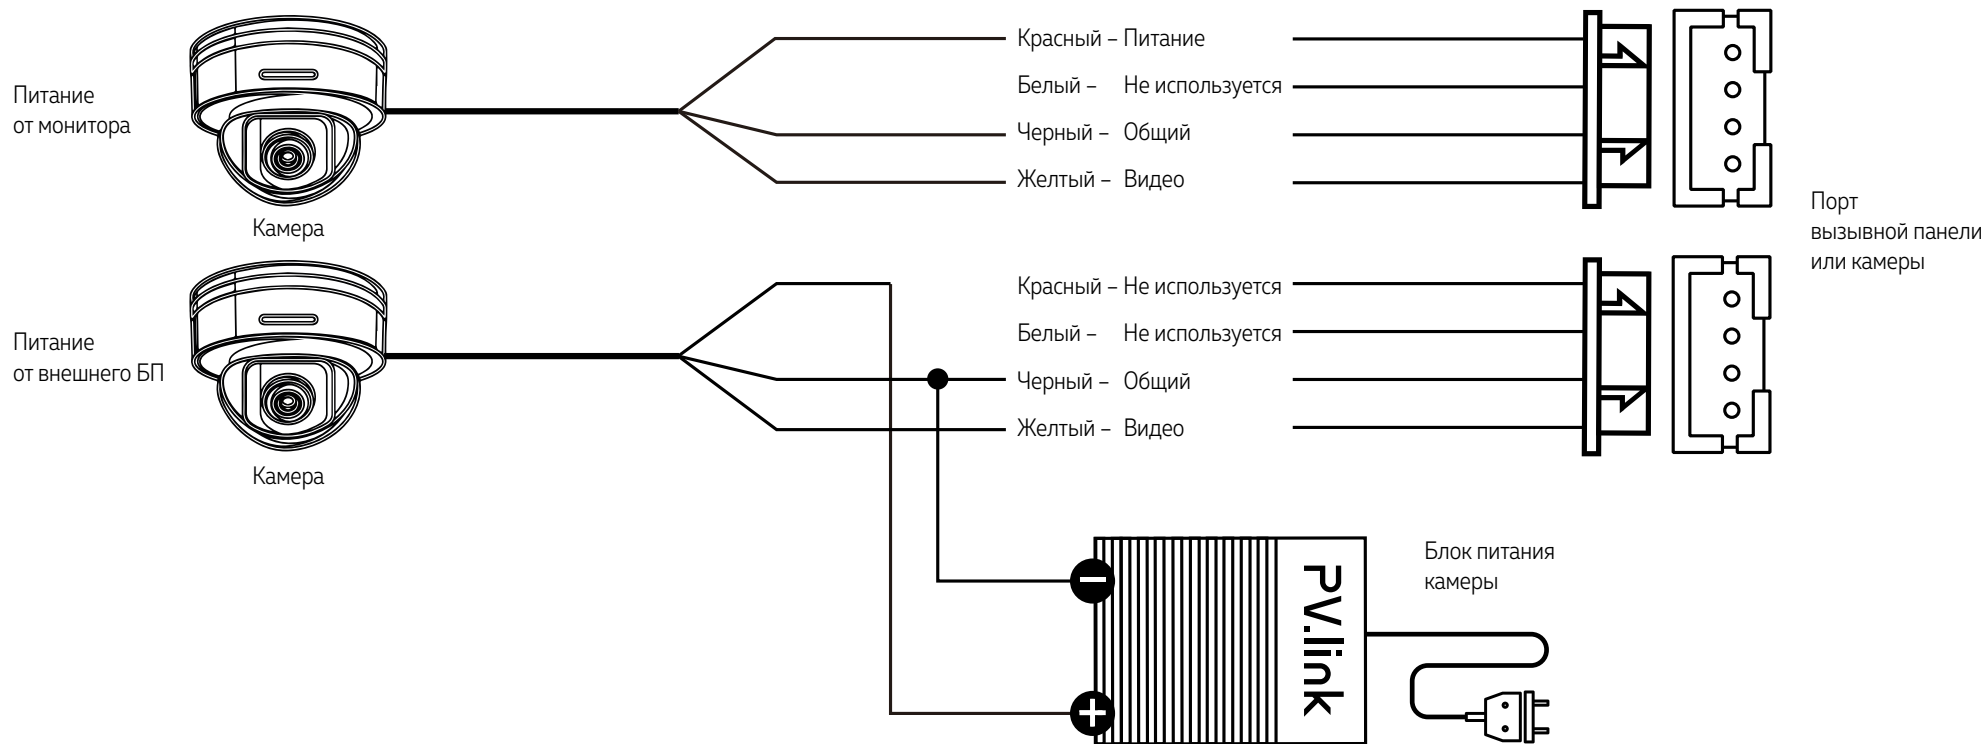 Питание
от монитора
Камера
Красный – Питание
Белый – Не используется
Черный – Общий
Желтый – Видео
Порт
вызывной панели
или камеры
Питание
от внешнего БП
Камера
Красный – Не используется
Белый – Не используется
Черный – Общий
Желтый – Видео
Блок питания
камеры
PV.link